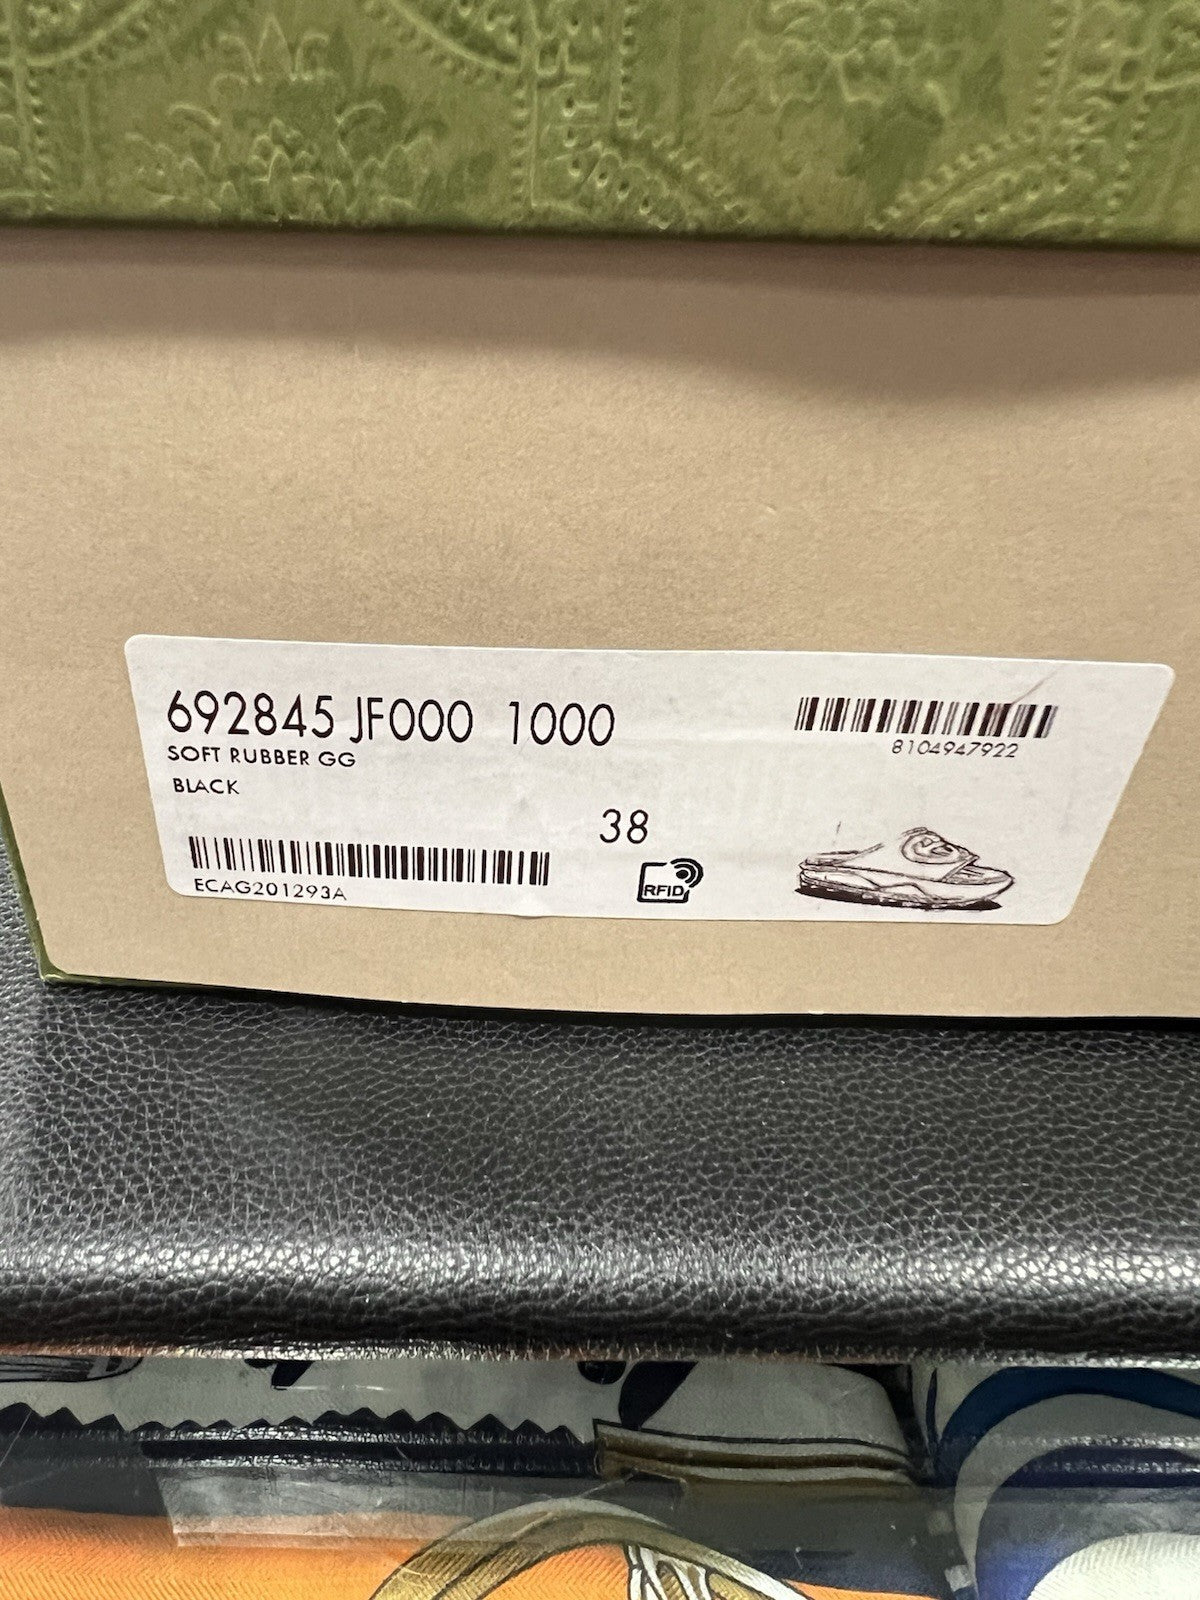 692845 JF000 1000
SOFT RUBBER GG
BLACK
8104947922
38
ECAG201293A
RFID